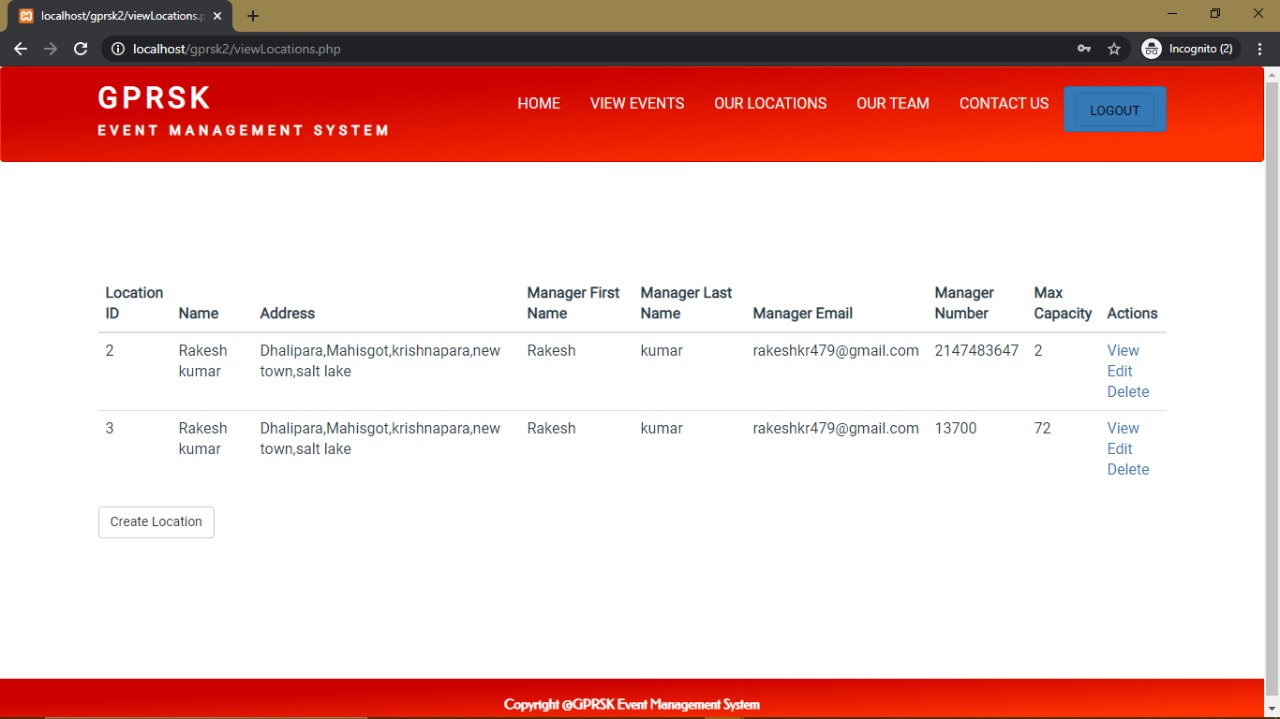 localhost/gprsk2/viewLocations.p
localhost/gprsk2/viewLocations.php
Incognito (2)
GPRSK
EVENT MANAGEMENT SYSTEM
HOME VIEW EVENTS OUR LOCATIONS OUR TEAM CONTACT US LOGOUT
Location ID Name Address Manager First Name Manager Last Name Manager Email Manager Number Max Capacity Actions
2 Rakesh kumar Dhalipara,Mahisgot,krishnapara,new town,salt lake Rakesh kumar rakeshkr479@gmail.com 2147483647 2 View
Edit
Delete
3 Rakesh kumar Dhalipara,Mahisgot,krishnapara,new town,salt lake Rakesh kumar rakeshkr479@gmail.com 13700 72 View
Edit
Delete
Create Location
Copyright @GPRSK Event Management System